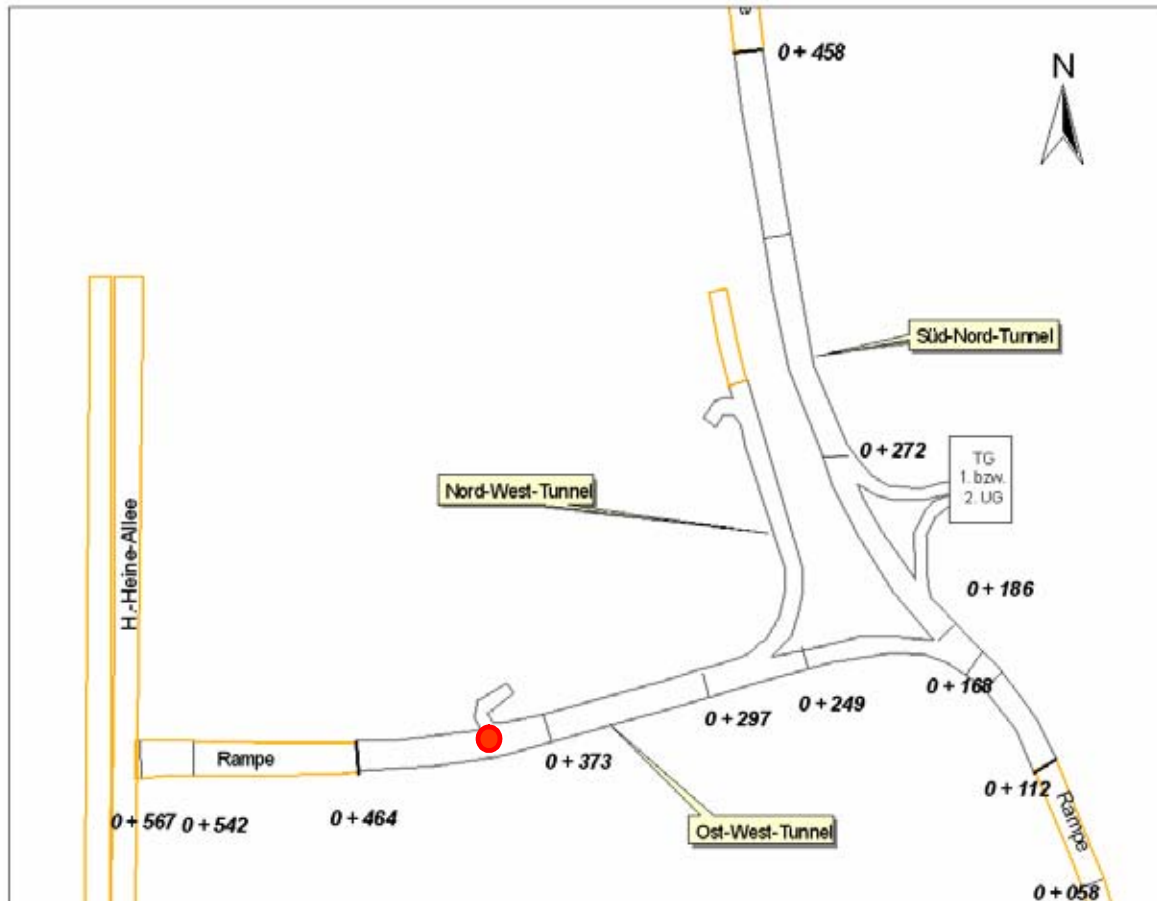 0 + 458
N
Süd-Nord-Tunnel
0 + 272
TG
1. bzw.
2. UG
Nord-West-Tunnel
H.-Heine-Allee
0 + 186
0 + 168
0 + 249
0 + 297
0 + 373
Rampe
0 + 112
Rampe
0 + 567
0 + 542
0 + 464
Ost-West-Tunnel
0 + 058